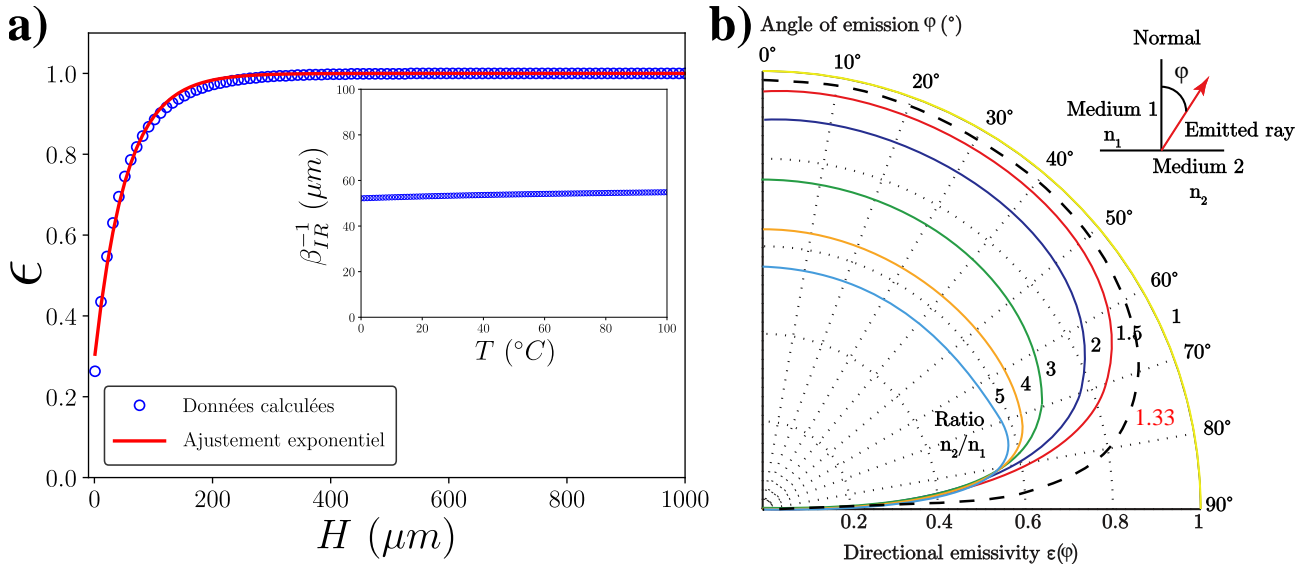 a)
1.0
0.8
0.6
0.4
0.2
0.0
ϵ
0
200
400
600
800
1000
H (μm)
Données calculées
Ajustement exponentiel
100
80
60
40
20
0
β_IR^-1 (μm)
0
20
40
60
80
100
T (°C)
b)
Angle of emission φ (°)
0°
10°
20°
30°
40°
50°
60°
70°
80°
90°
Normal
φ
Medium 1
n₁
Emitted ray
Medium 2
n₂
1
1.5
2
3
4
5
1.33
Ratio
n₂/n₁
0.2
0.4
0.6
0.8
1
Directional emissivity ε(φ)